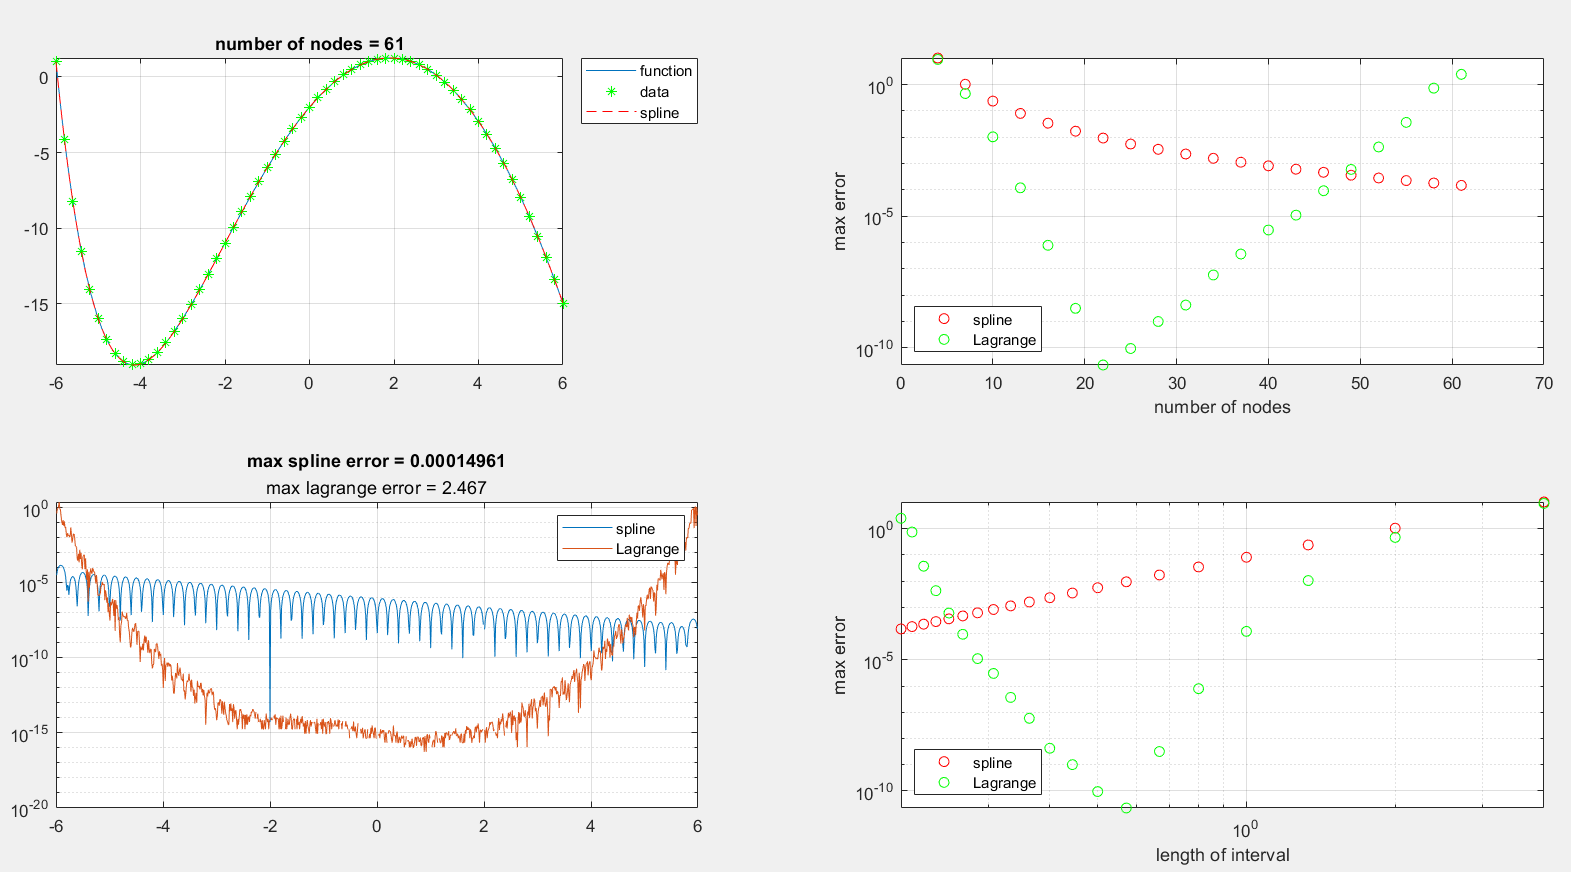 number of nodes = 61
0
-5
-10
-15
-6
-4
-2
0
2
4
6
function
data
spline
max error
10^0
10^-5
10^-10
spline
Lagrange
0
10
20
30
40
50
60
70
number of nodes
max spline error = 0.00014961
max lagrange error = 2.467
10^0
10^-5
10^-10
10^-15
10^-20
spline
Lagrange
-6
-4
-2
0
2
4
6
max error
10^0
10^-5
10^-10
spline
Lagrange
10^0
length of interval